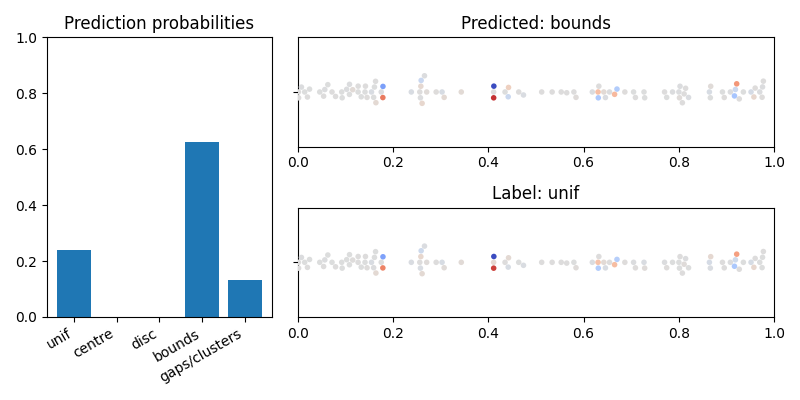 Prediction probabilities
1.0
0.8
0.6
0.4
0.2
0.0
unif
centre
disc
bounds
gaps/clusters
Predicted: bounds
0.0 0.2 0.4 0.6 0.8 1.0
Label: unif
0.0 0.2 0.4 0.6 0.8 1.0